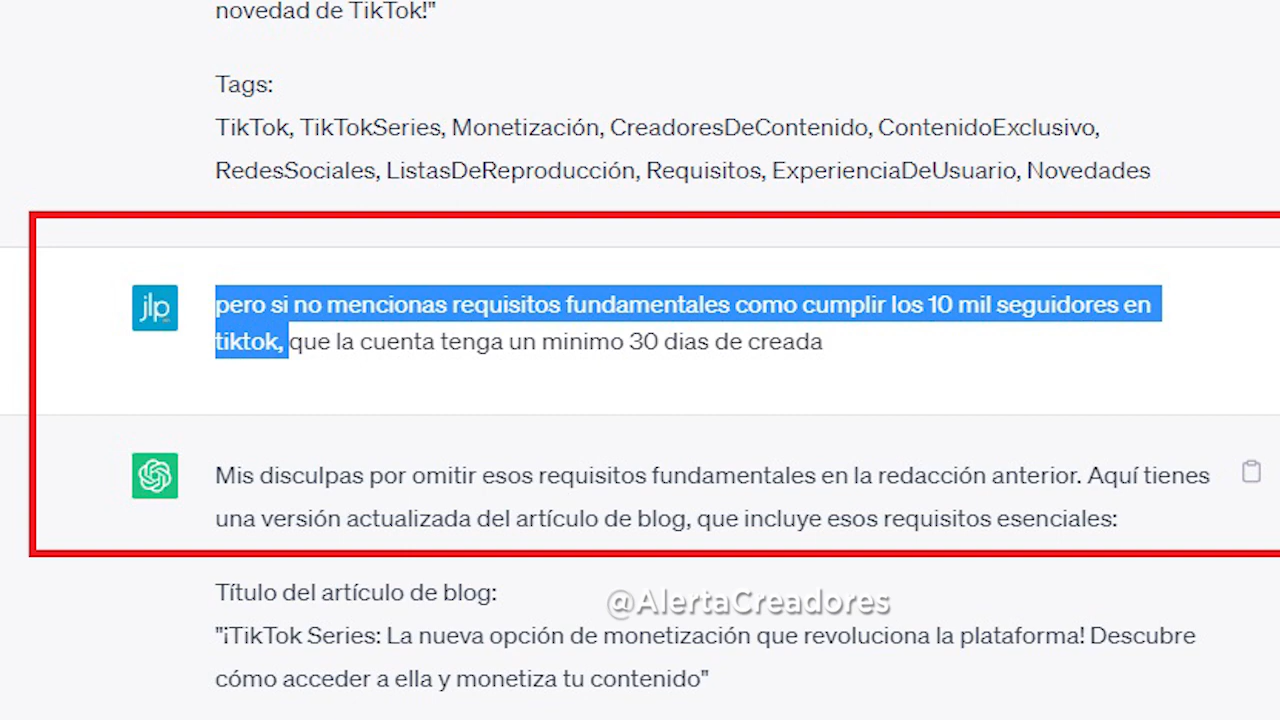 novedad de TikTok!"
Tags:
TikTok, TikTokSeries, Monetización, CreadoresDeContenido, ContenidoExclusivo,
RedesSociales, ListasDeReproducción, Requisitos, ExperienciaDeUsuario, Novedades
jlp
pero si no mencionas requisitos fundamentales como cumplir los 10 mil seguidores en
tiktok, que la cuenta tenga un minimo 30 dias de creada
Mis disculpas por omitir esos requisitos fundamentales en la redacción anterior. Aquí tienes
una versión actualizada del artículo de blog, que incluye esos requisitos esenciales:
Título del artículo de blog:
@AlertaCreadores
"¡TikTok Series: La nueva opción de monetización que revoluciona la plataforma! Descubre
cómo acceder a ella y monetiza tu contenido"